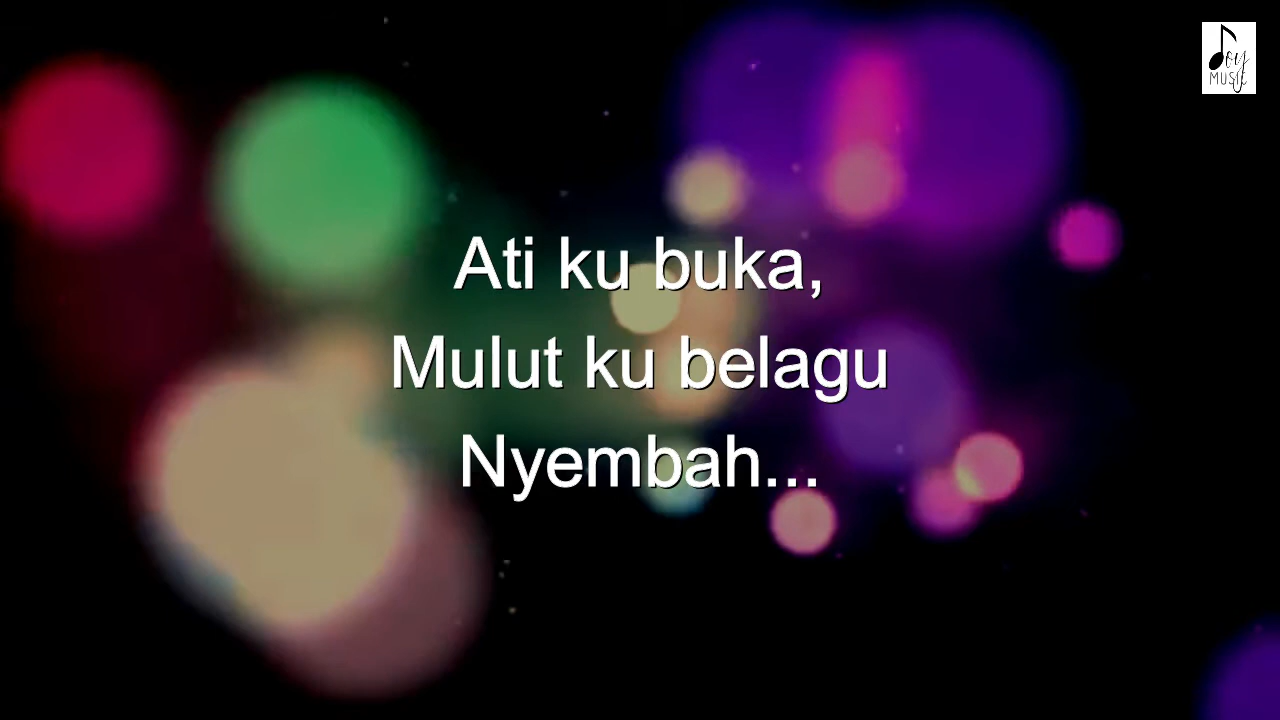 Joy
MUSIC
Ati ku buka,
Mulut ku belagu
Nyembah...